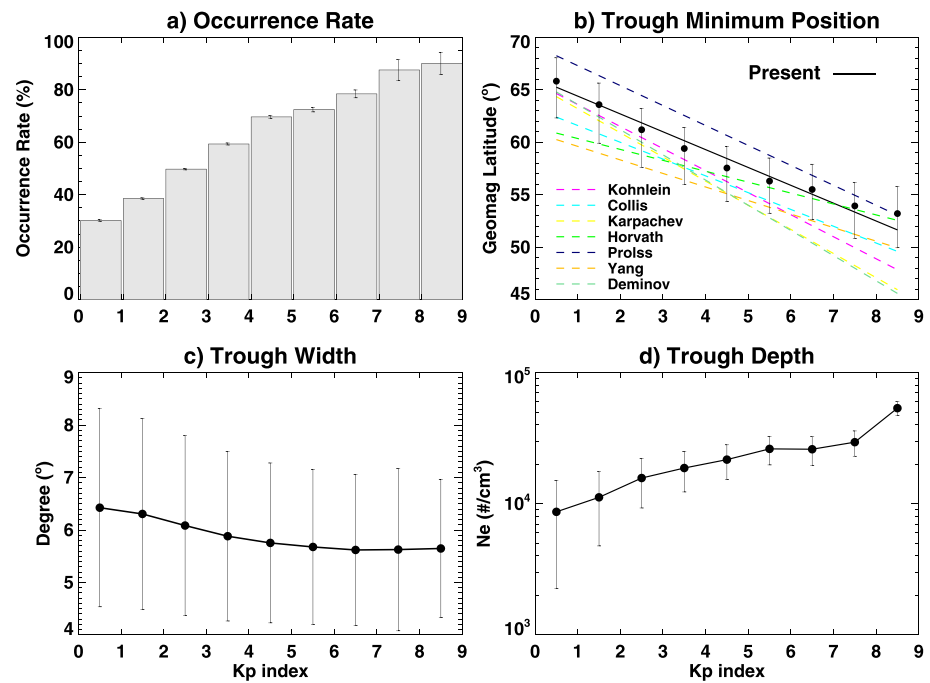 a) Occurrence Rate
100
80
60
40
20
0
Occurrence Rate (%)
0 1 2 3 4 5 6 7 8 9
b) Trough Minimum Position
70
65
60
55
50
45
Geomag Latitude (°)
Present
Kohnlein
Collis
Karpachev
Horvath
Prolss
Yang
Deminov
0 1 2 3 4 5 6 7 8 9
c) Trough Width
9
8
7
6
5
4
Degree (°)
0 1 2 3 4 5 6 7 8 9
Kp index
d) Trough Depth
10⁵
10⁴
10³
Ne (#/cm³)
0 1 2 3 4 5 6 7 8 9
Kp index